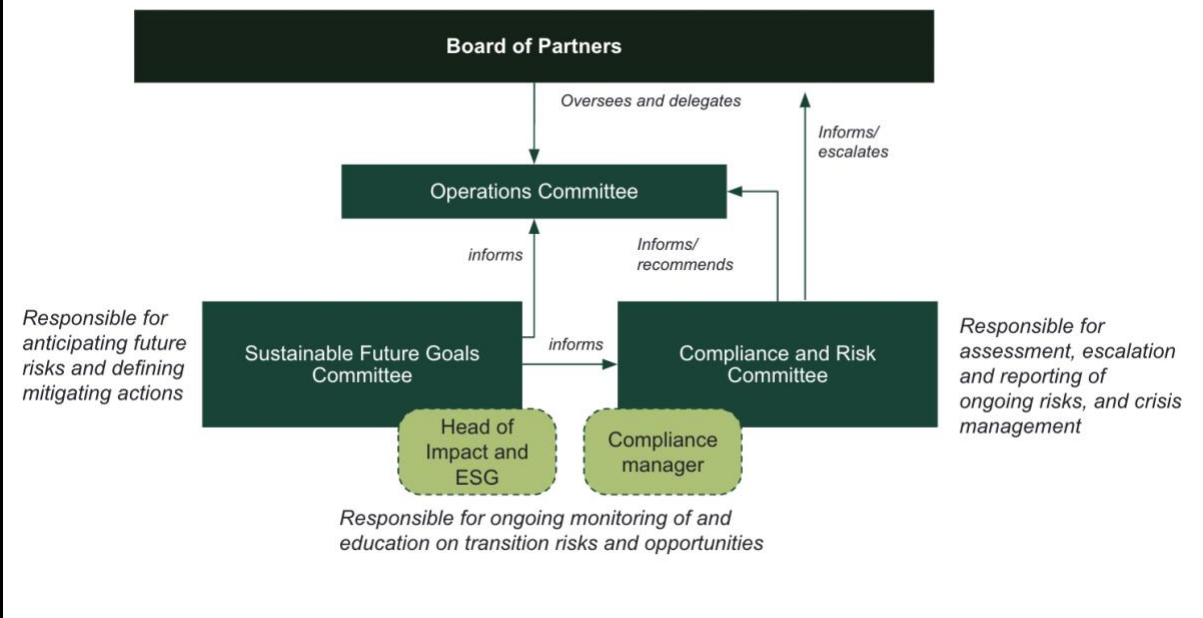 Board of Partners
Oversees and delegates
Informs/
escalates
Operations Committee
informs
Informs/
recommends
Responsible for
anticipating future
risks and defining
mitigating actions
Sustainable Future Goals
Committee
informs
Compliance and Risk
Committee
Responsible for
assessment, escalation
and reporting of
ongoing risks, and crisis
management
Head of
Impact and
ESG
Compliance
manager
Responsible for ongoing monitoring of and
education on transition risks and opportunities